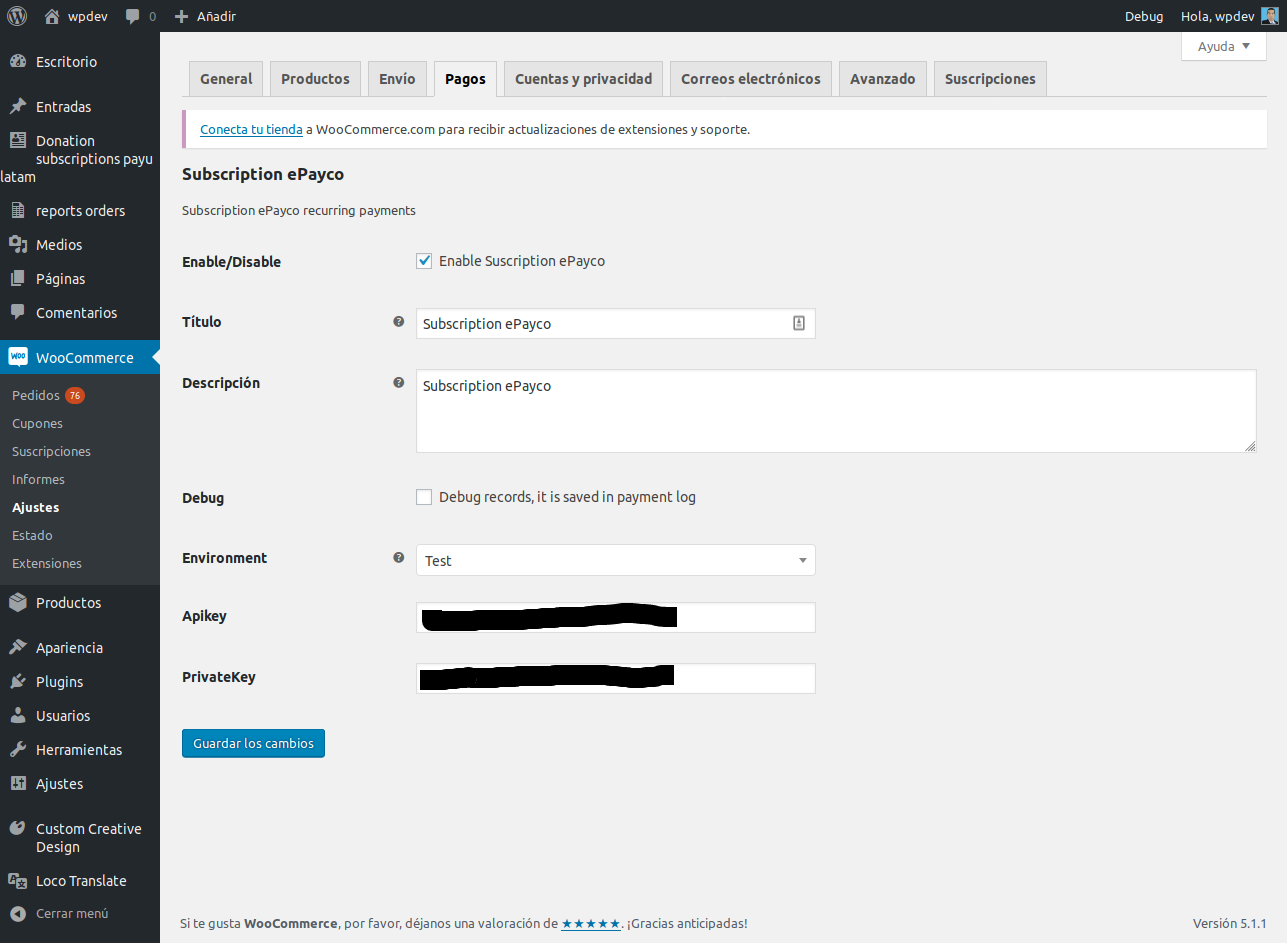 wpdev
0
Añadir
Debug
Hola, wpdev
Ayuda
Escritorio
Entradas
Donation
subscriptions payu
latam
reports orders
Medios
Páginas
Comentarios
Woo
WooCommerce
Pedidos 76
Cupones
Suscripciones
Informes
Ajustes
Estado
Extensiones
Productos
Apariencia
Plugins
Usuarios
Herramientas
Ajustes
Custom Creative
Design
Loco Translate
Cerrar menú
General
Productos
Envío
Pagos
Cuentas y privacidad
Correos electrónicos
Avanzado
Suscripciones
Conecta tu tienda a WooCommerce.com para recibir actualizaciones de extensiones y soporte.
Subscription ePayco
Subscription ePayco recurring payments
Enable/Disable
Enable Suscription ePayco
Título
Subscription ePayco
Descripción
Subscription ePayco
Debug
Debug records, it is saved in payment log
Environment
Test
Apikey
PrivateKey
Guardar los cambios
Si te gusta WooCommerce, por favor, déjanos una valoración de ★★★★★. ¡Gracias anticipadas!
Versión 5.1.1